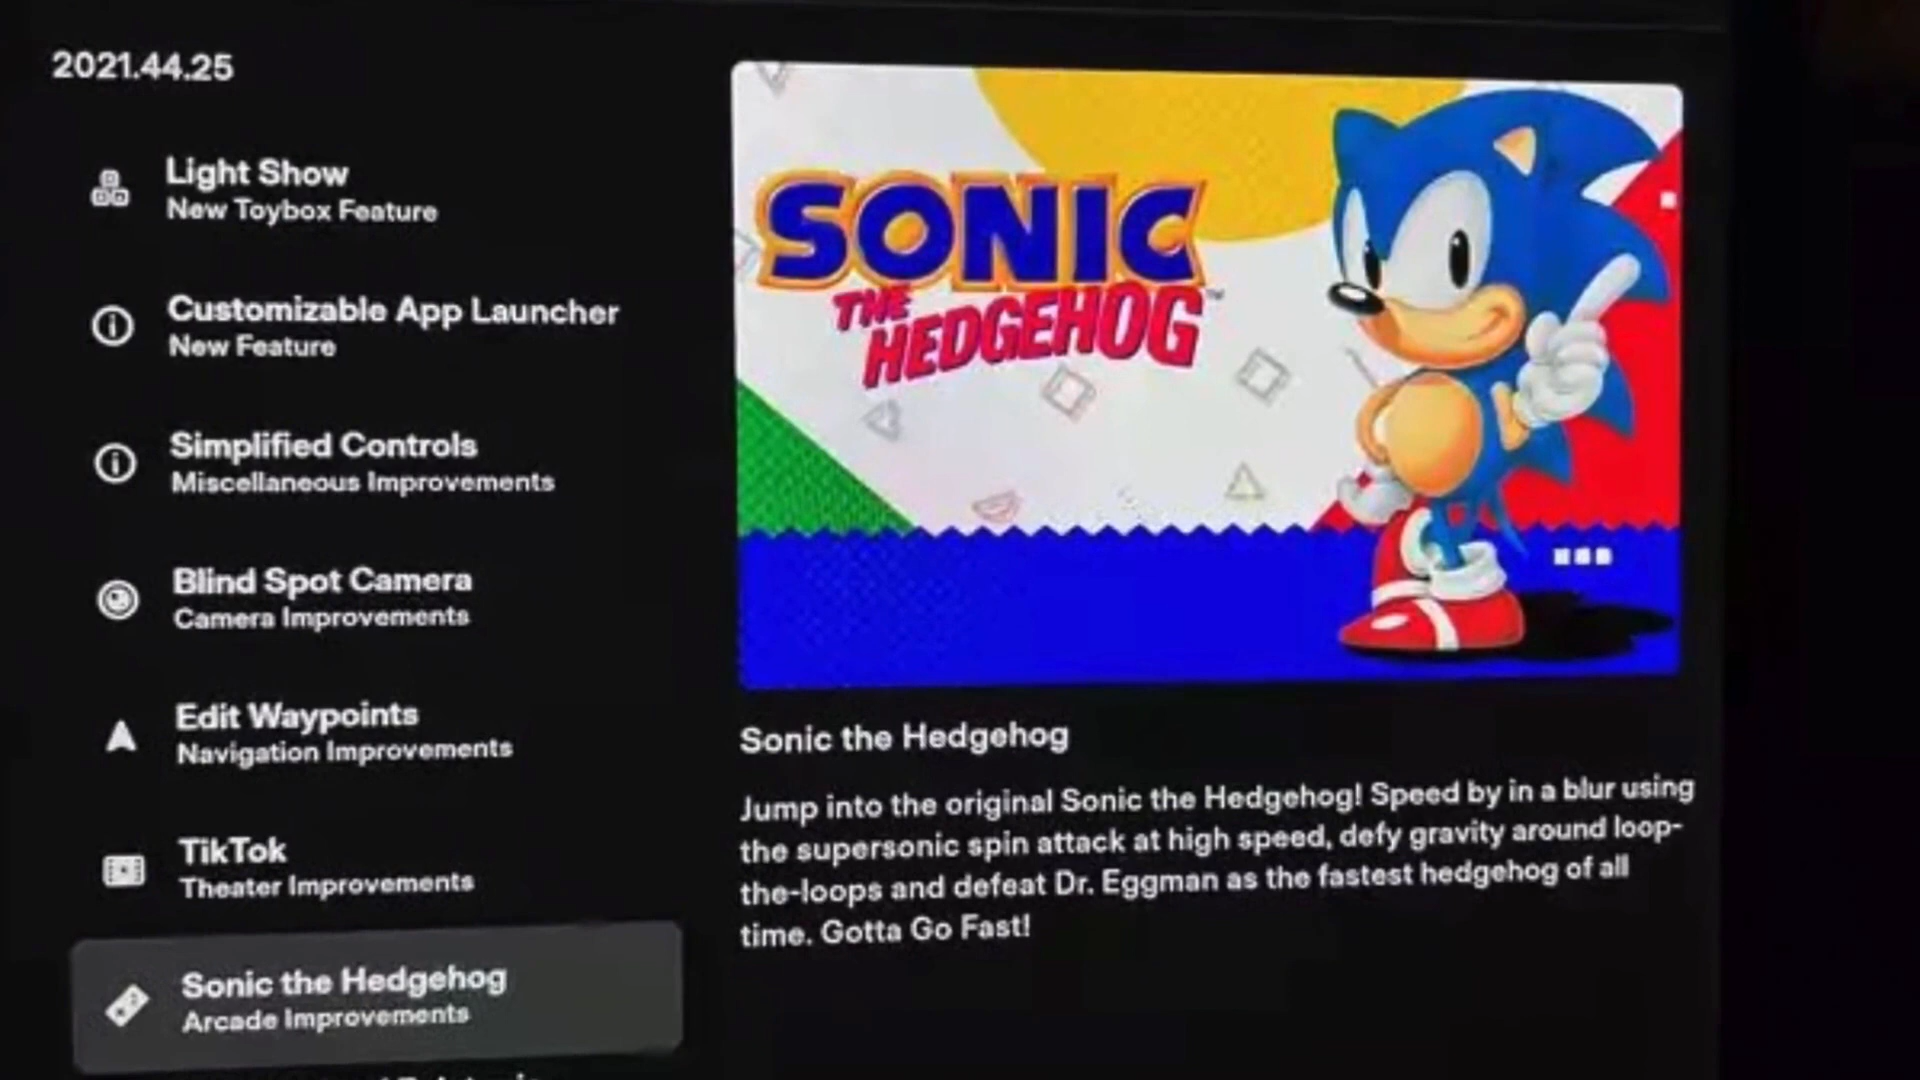 2021.44.25
Light Show
New Toybox Feature
Customizable App Launcher
New Feature
Simplified Controls
Miscellaneous Improvements
Blind Spot Camera
Camera Improvements
Edit Waypoints
Navigation Improvements
TikTok
Theater Improvements
Sonic the Hedgehog
Arcade Improvements
SONIC
THE
HEDGEHOG™
Sonic the Hedgehog
Jump into the original Sonic the Hedgehog! Speed by in a blur using
the supersonic spin attack at high speed, defy gravity around loop-
the-loops and defeat Dr. Eggman as the fastest hedgehog of all
time. Gotta Go Fast!